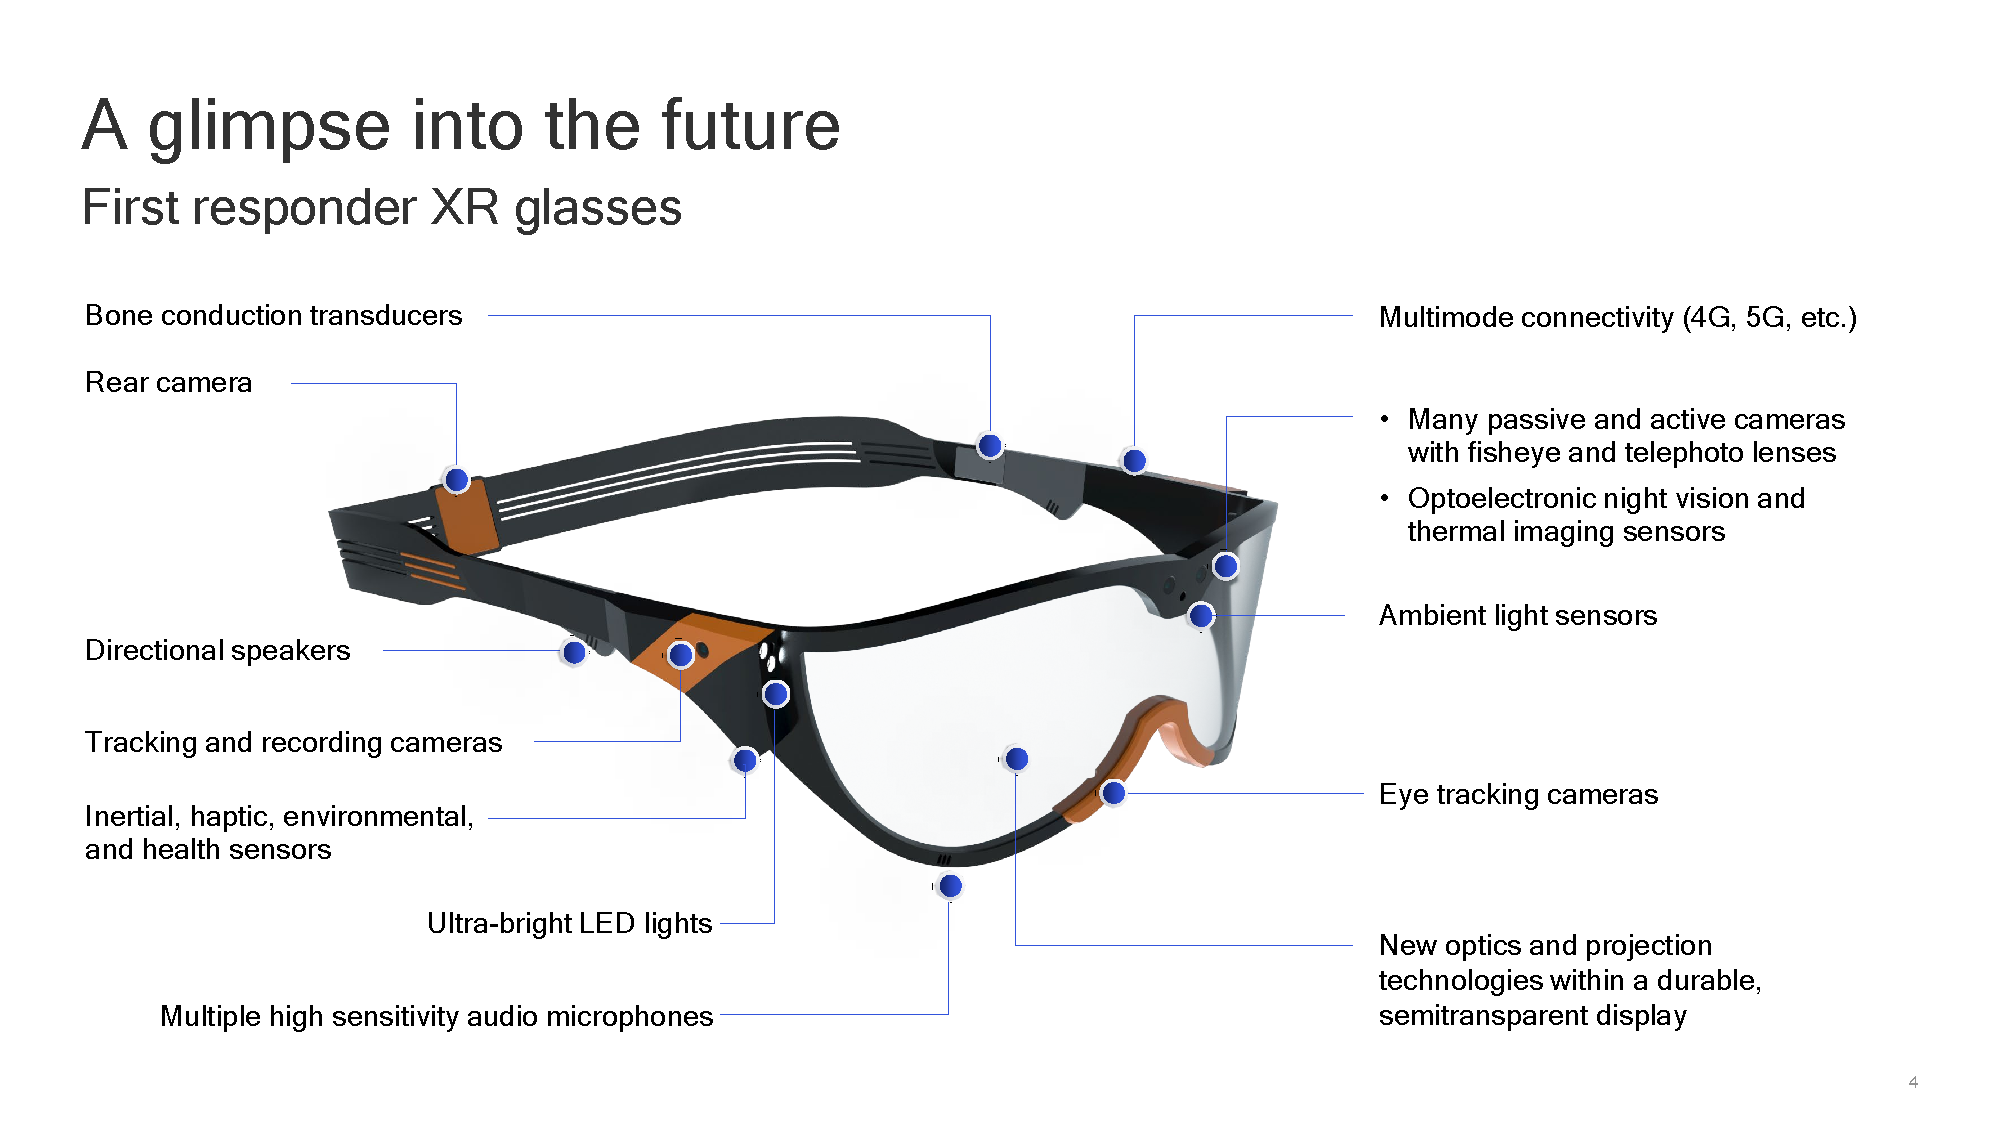 A glimpse into the future
First responder XR glasses
Bone conduction transducers
Rear camera
Directional speakers
Tracking and recording cameras
Inertial, haptic, environmental,
and health sensors
Ultra-bright LED lights
Multiple high sensitivity audio microphones
Multimode connectivity (4G, 5G, etc.)
• Many passive and active cameras
with fisheye and telephoto lenses
• Optoelectronic night vision and
thermal imaging sensors
Ambient light sensors
Eye tracking cameras
New optics and projection
technologies within a durable,
semitransparent display
4